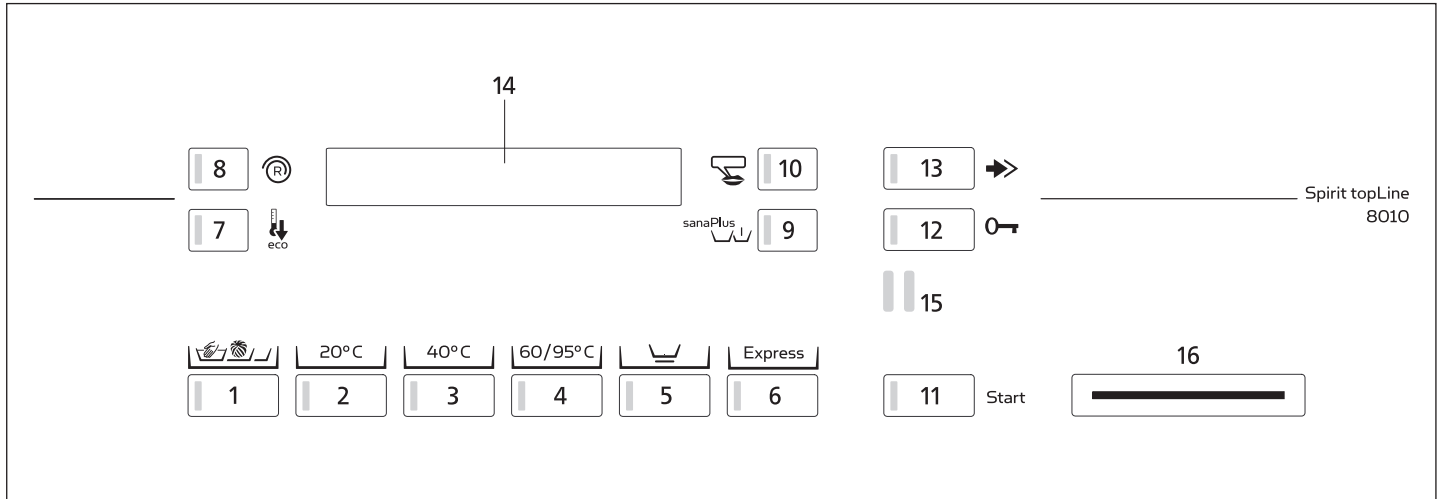 14
8 R 10 13
sanaPlus
7 eco 9 12
Spirit topLine
8010
15
20°C 40°C 60/95°C Express
16
1 2 3 4 5 6 11 Start